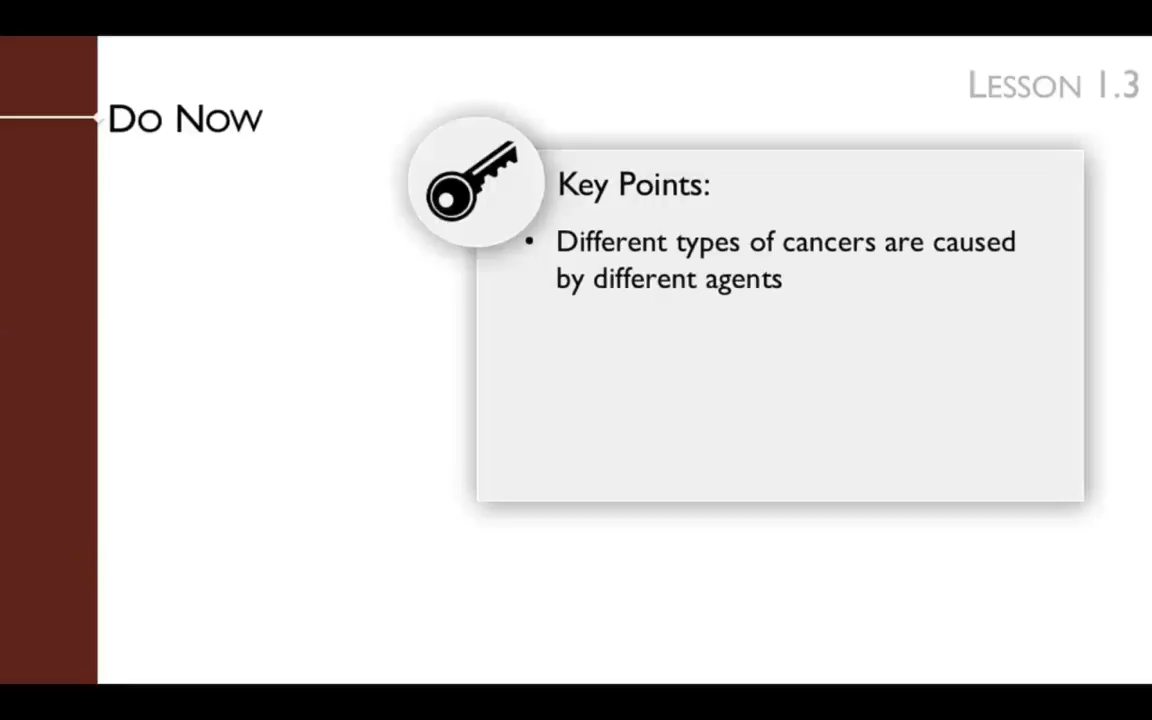 LESSON 1.3
DO NOW
Key Points:
• Different types of cancers are caused
by different agents